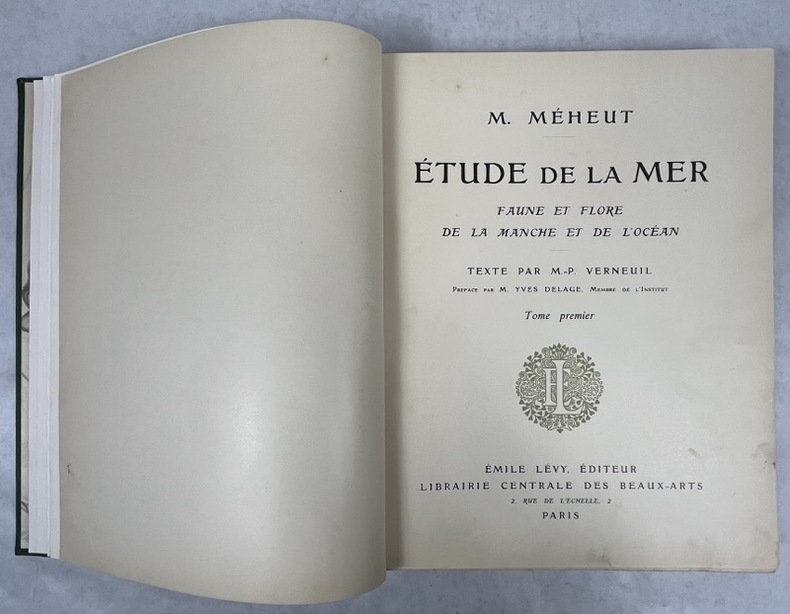 M. MÉHEUT
ÉTUDE DE LA MER
FAUNE ET FLORE
DE LA MANCHE ET DE L'OCÉAN
TEXTE PAR M.-P. VERNEUIL
PRÉFACE PAR M. YVES DELAGE, MEMBRE DE L'INSTITUT
Tome premier
EL
ÉMILE LÉVY, ÉDITEUR
LIBRAIRIE CENTRALE DES BEAUX-ARTS
2, RUE DE L'ÉCHELLE, 2
PARIS